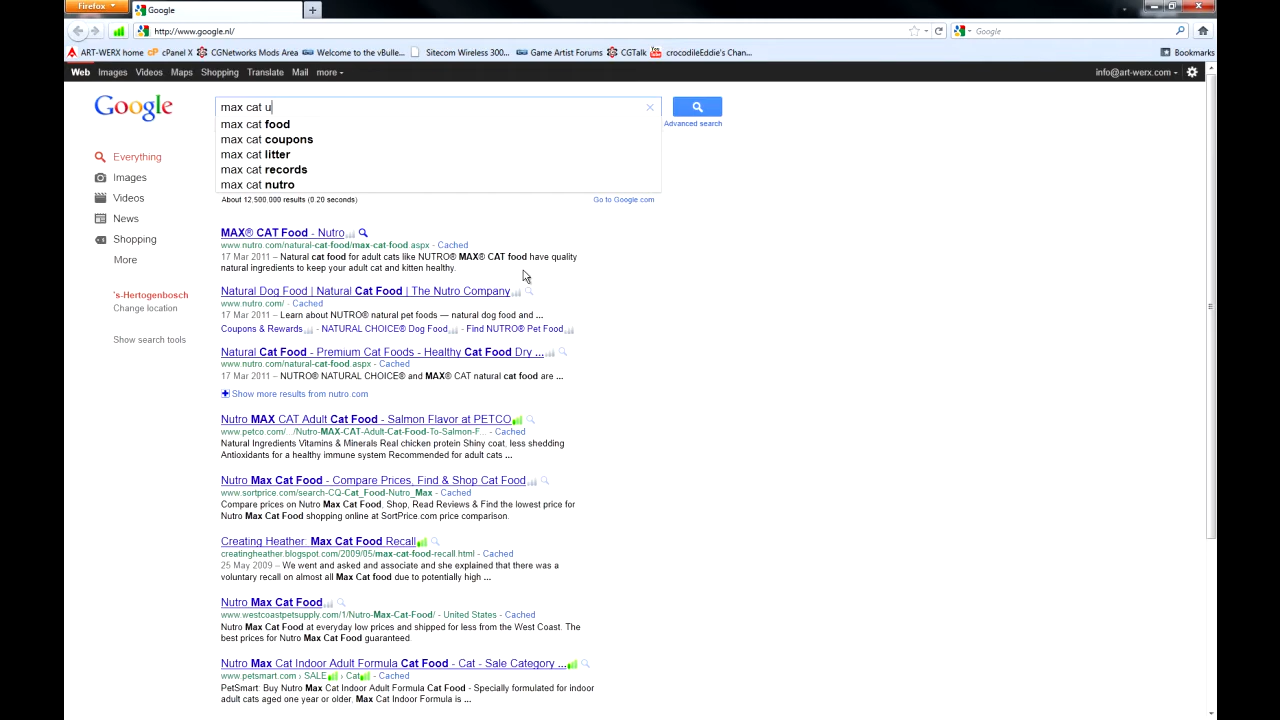 Firefox
Google
http://www.google.nl/
Google
ART-WERX home
cPanel X
CGNetworks Mods Area
Welcome to the vBulle...
Sitecom Wireless 300...
Game Artist Forums
CGTalk
crocodileEddie's Chan...
Bookmarks
Web Images Videos Maps Shopping Translate Mail more
info@art-werx.com
Google
max cat u
max cat food
max cat coupons
max cat litter
max cat records
max cat nutro
Advanced search
About 12,500,000 results (0.20 seconds)
Go to Google.com
Everything
Images
Videos
News
Shopping
More
's-Hertogenbosch
Change location
Show search tools
MAX® CAT Food - Nutro
www.nutro.com/natural-cat-food/max-cat-food.aspx - Cached
17 Mar 2011 – Natural cat food for adult cats like NUTRO® MAX® CAT food have quality
natural ingredients to keep your adult cat and kitten healthy.
Natural Dog Food | Natural Cat Food | The Nutro Company
www.nutro.com/ - Cached
17 Mar 2011 – Learn about NUTRO® natural pet foods — natural dog food and ...
Coupons & Rewards - NATURAL CHOICE® Dog Food - Find NUTRO® Pet Food
Natural Cat Food - Premium Cat Foods - Healthy Cat Food Dry ...
www.nutro.com/natural-cat-food.aspx - Cached
17 Mar 2011 – NUTRO® NATURAL CHOICE® and MAX® CAT natural cat food are ...
Show more results from nutro.com
Nutro MAX CAT Adult Cat Food - Salmon Flavor at PETCO
www.petco.com/.../Nutro-MAX-CAT-Adult-Cat-Food-To-Salmon-F... - Cached
Natural Ingredients Vitamins & Minerals Real chicken protein Shiny coat, less shedding
Antioxidants for a healthy immune system Recommended for adult cats ...
Nutro Max Cat Food - Compare Prices, Find & Shop Cat Food
www.sortprice.com/search-CQ-Cat_Food-Nutro_Max - Cached
Compare prices on Nutro Max Cat Food, Shop, Read Reviews & Find the lowest price for
Nutro Max Cat Food shopping online at SortPrice.com price comparison.
Creating Heather: Max Cat Food Recall
creatingheather.blogspot.com/2009/05/max-cat-food-recall.html - Cached
25 May 2009 – We went and asked and associate and she explained that there was a
voluntary recall on almost all Max Cat food due to potentially high ...
Nutro Max Cat Food
www.westcoastpetsupply.com/1/Nutro-Max-Cat-Food/ - United States - Cached
Nutro Max Cat Food at everyday low prices and shipped for less from the West Coast. The
best prices for Nutro Max Cat Food guaranteed.
Nutro Max Cat Indoor Adult Formula Cat Food - Cat - Sale Category ...
www.petsmart.com › SALE › Cat - Cached
PetSmart: Buy Nutro Max Cat Indoor Adult Formula Cat Food - Specially formulated for indoor
adult cats aged one year or older, Max Cat Indoor Formula is ...